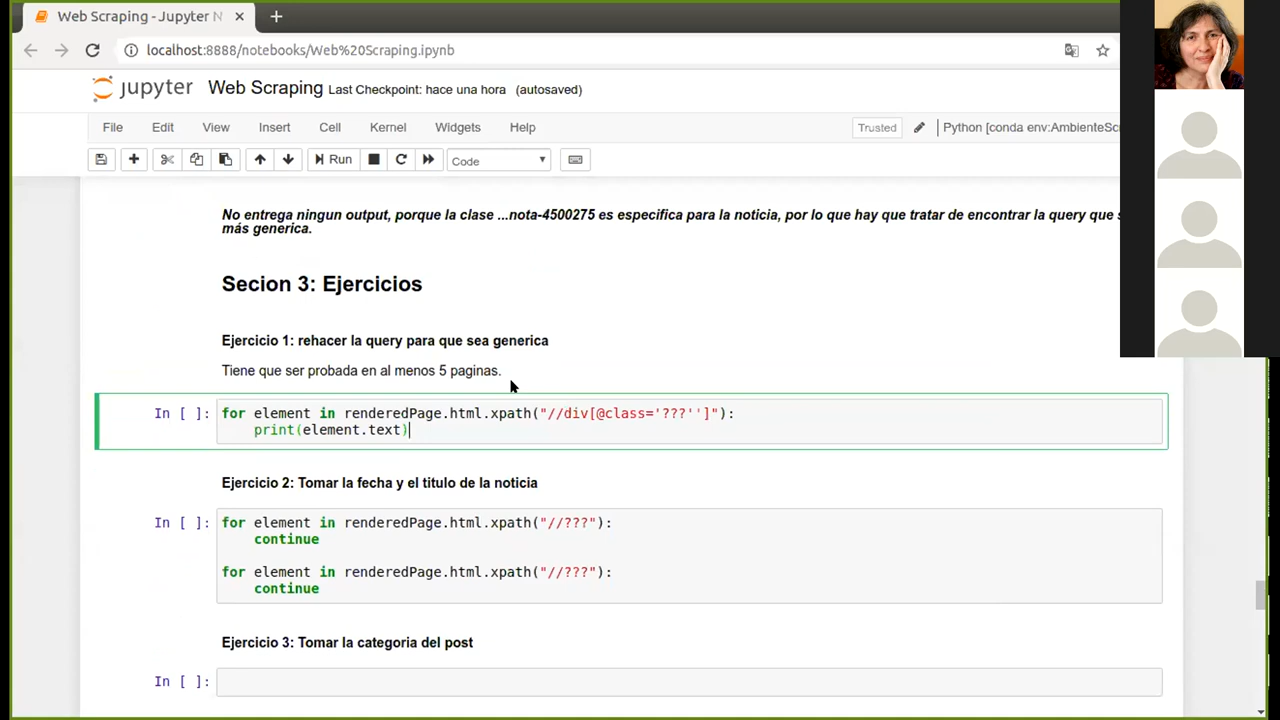 Web Scraping - Jupyter N
localhost:8888/notebooks/Web%20Scraping.ipynb
jupyter Web Scraping Last Checkpoint: hace una hora (autosaved)
File Edit View Insert Cell Kernel Widgets Help Trusted Python [conda env:AmbienteScr
Run Code
No entrega ningun output, porque la clase ...nota-4500275 es especifica para la noticia, por lo que hay que tratar de encontrar la query que s
más generica.
Secion 3: Ejercicios
Ejercicio 1: rehacer la query para que sea generica
Tiene que ser probada en al menos 5 paginas.
In [ ]: for element in renderedPage.html.xpath("//div[@class='???'']"):
print(element.text)
Ejercicio 2: Tomar la fecha y el titulo de la noticia
In [ ]: for element in renderedPage.html.xpath("//???"):
continue
for element in renderedPage.html.xpath("//???"):
continue
Ejercicio 3: Tomar la categoria del post
In [ ]: